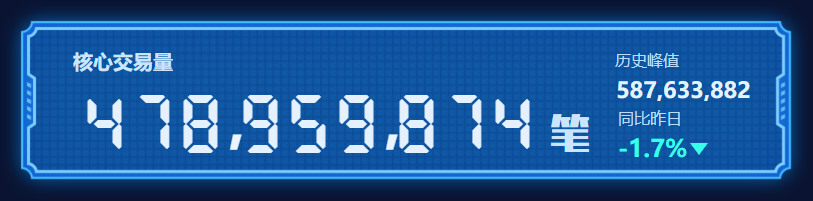 核心交易量
478,959,874 笔
历史峰值
587,633,882
同比昨日
-1.7%▼